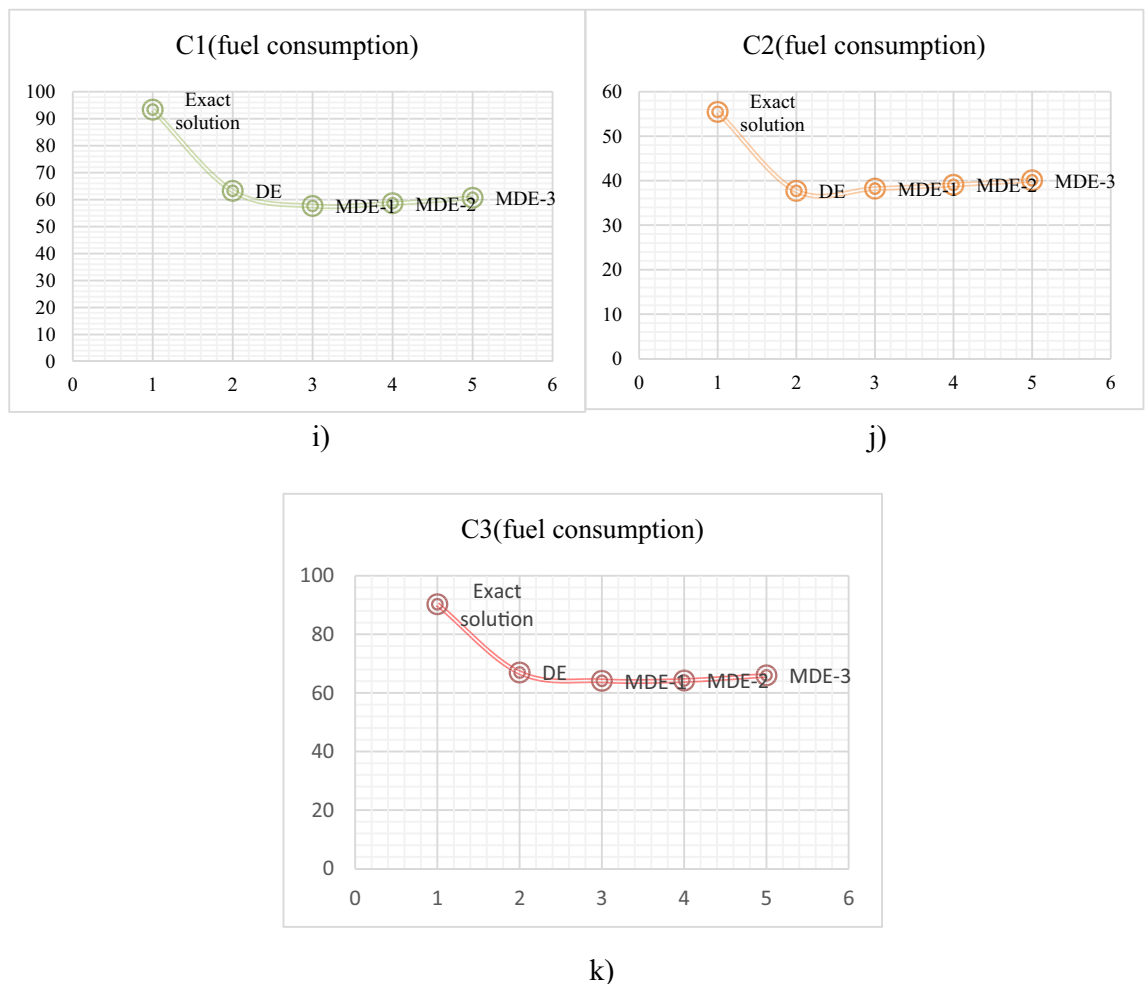 C1(fuel consumption)
100
90
80
70
60
50
40
30
20
10
0
0 1 2 3 4 5 6
Exact
solution
DE
MDE-1
MDE-2
MDE-3
i)
C2(fuel consumption)
60
50
40
30
20
10
0
0 1 2 3 4 5 6
Exact
solution
DE
MDE-1
MDE-2
MDE-3
j)
C3(fuel consumption)
100
80
60
40
20
0
0 1 2 3 4 5 6
Exact
solution
DE
MDE-1
MDE-2
MDE-3
k)